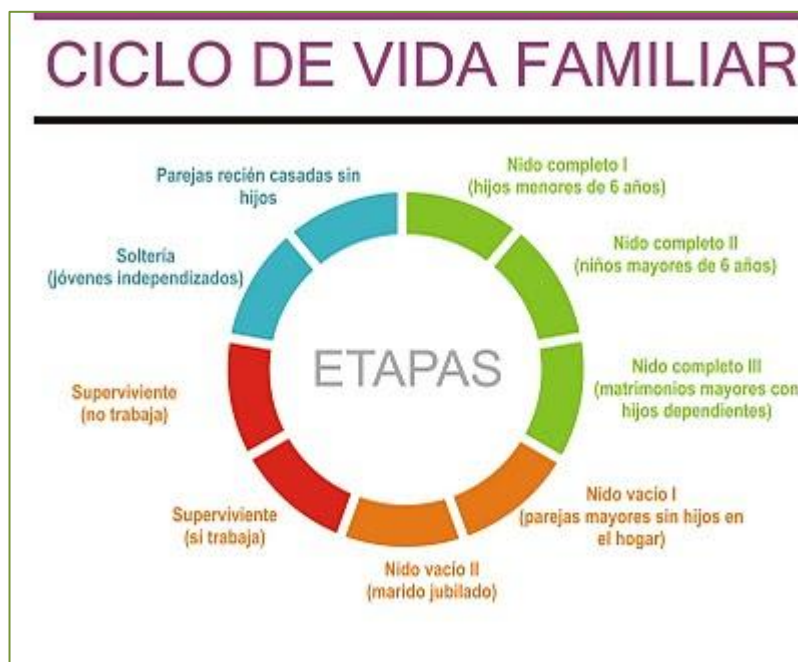 CICLO DE VIDA FAMILIAR
Parejas recién casadas sin
hijos
Nido completo I
(hijos menores de 6 años)
Soltería
(jóvenes independizados)
Nido completo II
(niños mayores de 6 años)
ETAPAS
Superviviente
(no trabaja)
Nido completo III
(matrimonios mayores con
hijos dependientes)
Superviviente
(si trabaja)
Nido vacío I
(parejas mayores sin hijos en
el hogar)
Nido vacío II
(marido jubilado)